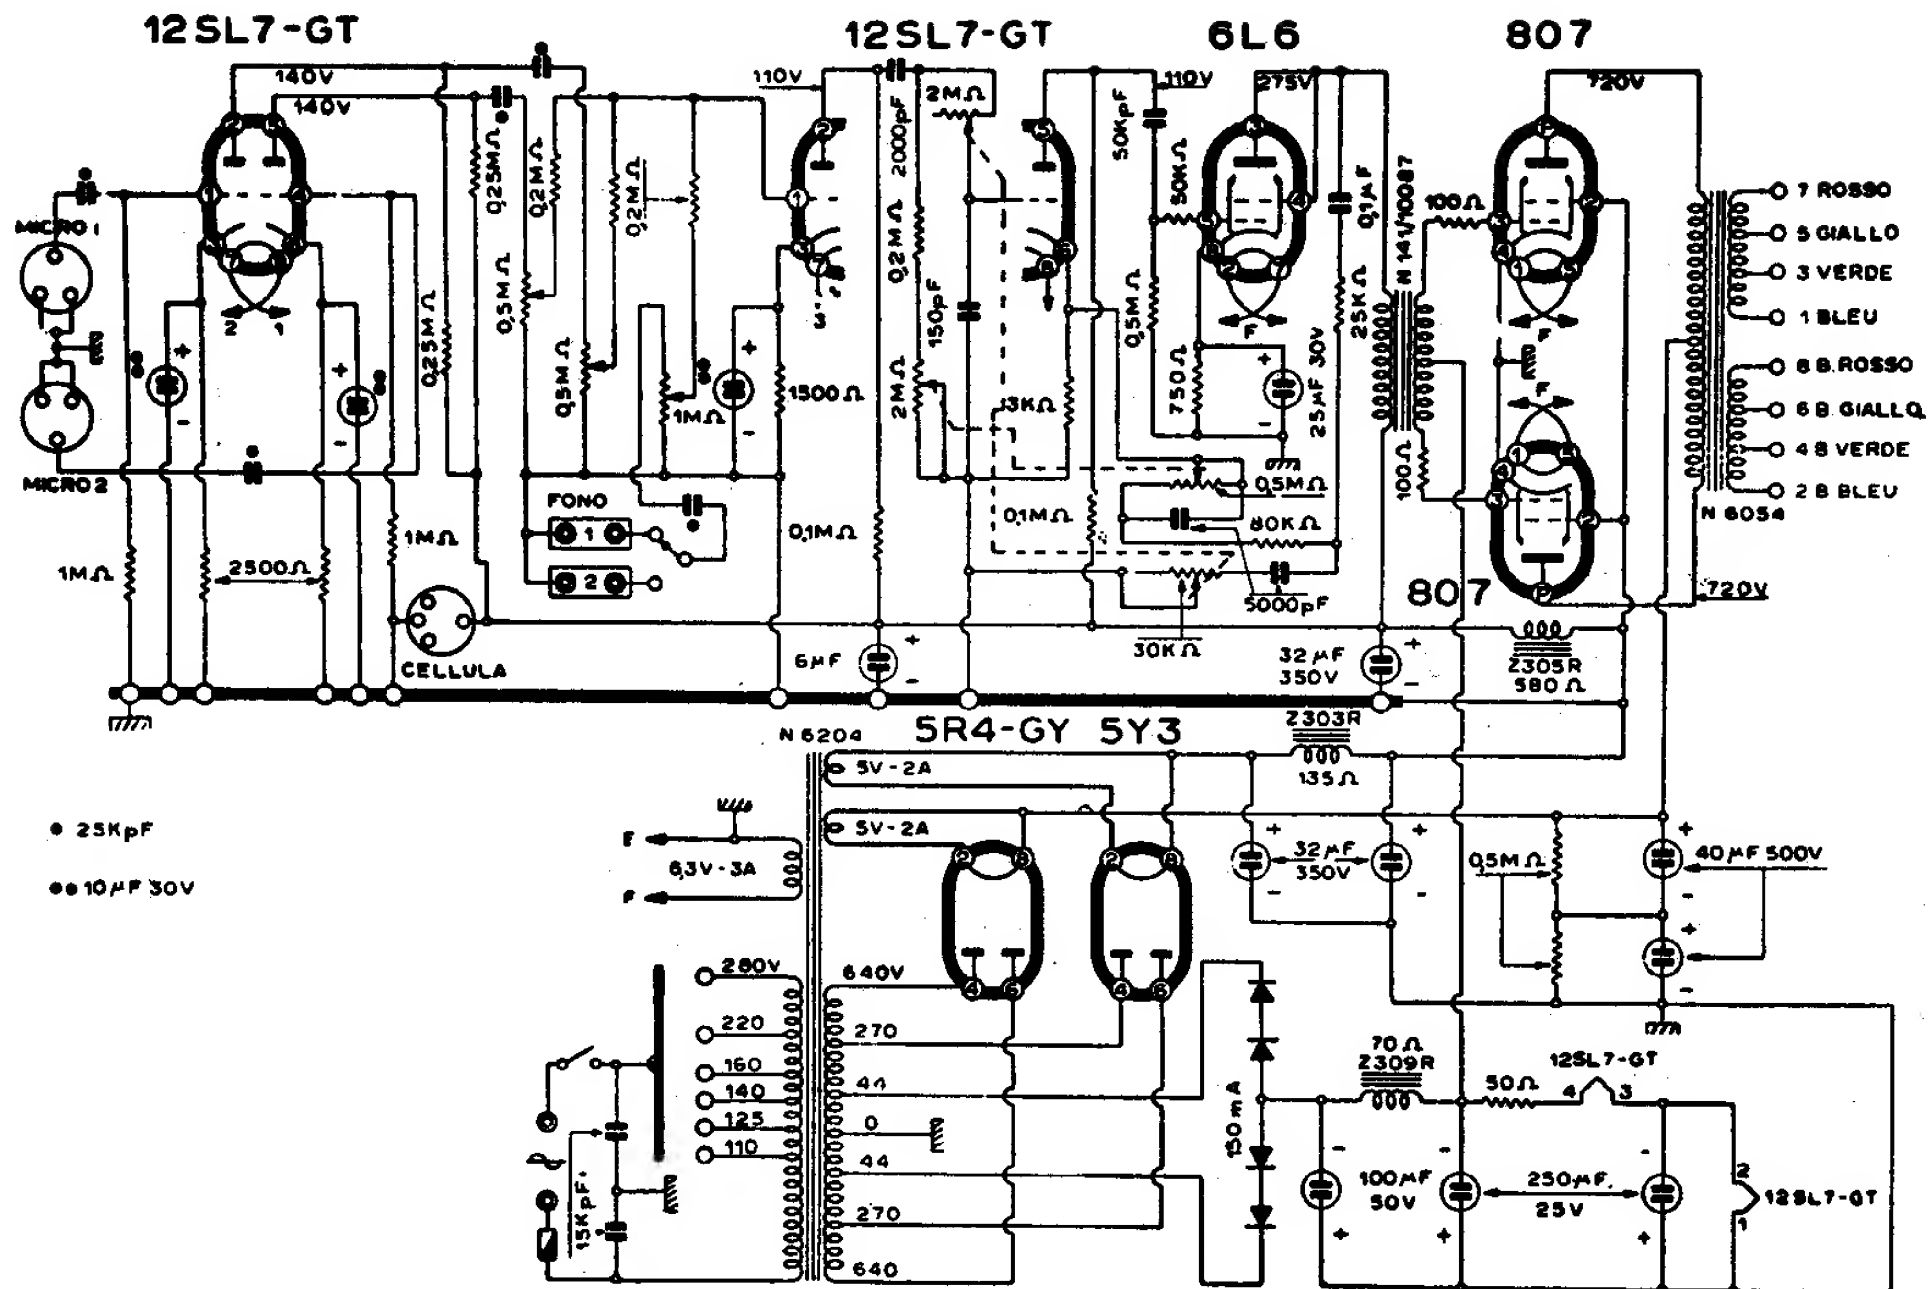 12SL7-GT
12SL7-GT
6L6
807
140V
140V
110V
2MΩ
110V
275V
720V
2000pF
50KpF
0,25MΩ
0,2MΩ
0,2MΩ
50KΩ
0,1µF
N 141/10087
100Ω
7 ROSSO
5 GIALLO
3 VERDE
1 BLEU
8 B.ROSSO
6 B.GIALLO
4 B VERDE
2 B BLEU
N 6054
MICRO 1
MICRO 2
2
1
0,25MΩ
0,5MΩ
0,5MΩ
1MΩ
1500Ω
0,2MΩ
2MΩ
150pF
3KΩ
0,5MΩ
750Ω
25µF 30V
25KΩ
F
F
100Ω
FONO
1
2
1MΩ
2500Ω
1MΩ
CELLULA
0,1MΩ
0,1MΩ
0,5MΩ
80KΩ
5000pF
30KΩ
6µF
32µF
350V
807
720V
Z305R
580Ω
N 6204
5R4-GY
5Y3
Z303R
135Ω
5V-2A
5V-2A
• 25KpF
•• 10µF 30V
F
6,3V-3A
F
32µF
350V
0,5MΩ
40µF 500V
280V
220
160
140
125
110
640V
270
44
0
44
270
640
15KpF.
150mA
70Ω
Z309R
50Ω
12SL7-GT
4 3
100µF
50V
250µF.
25V
2
12SL7-GT
1